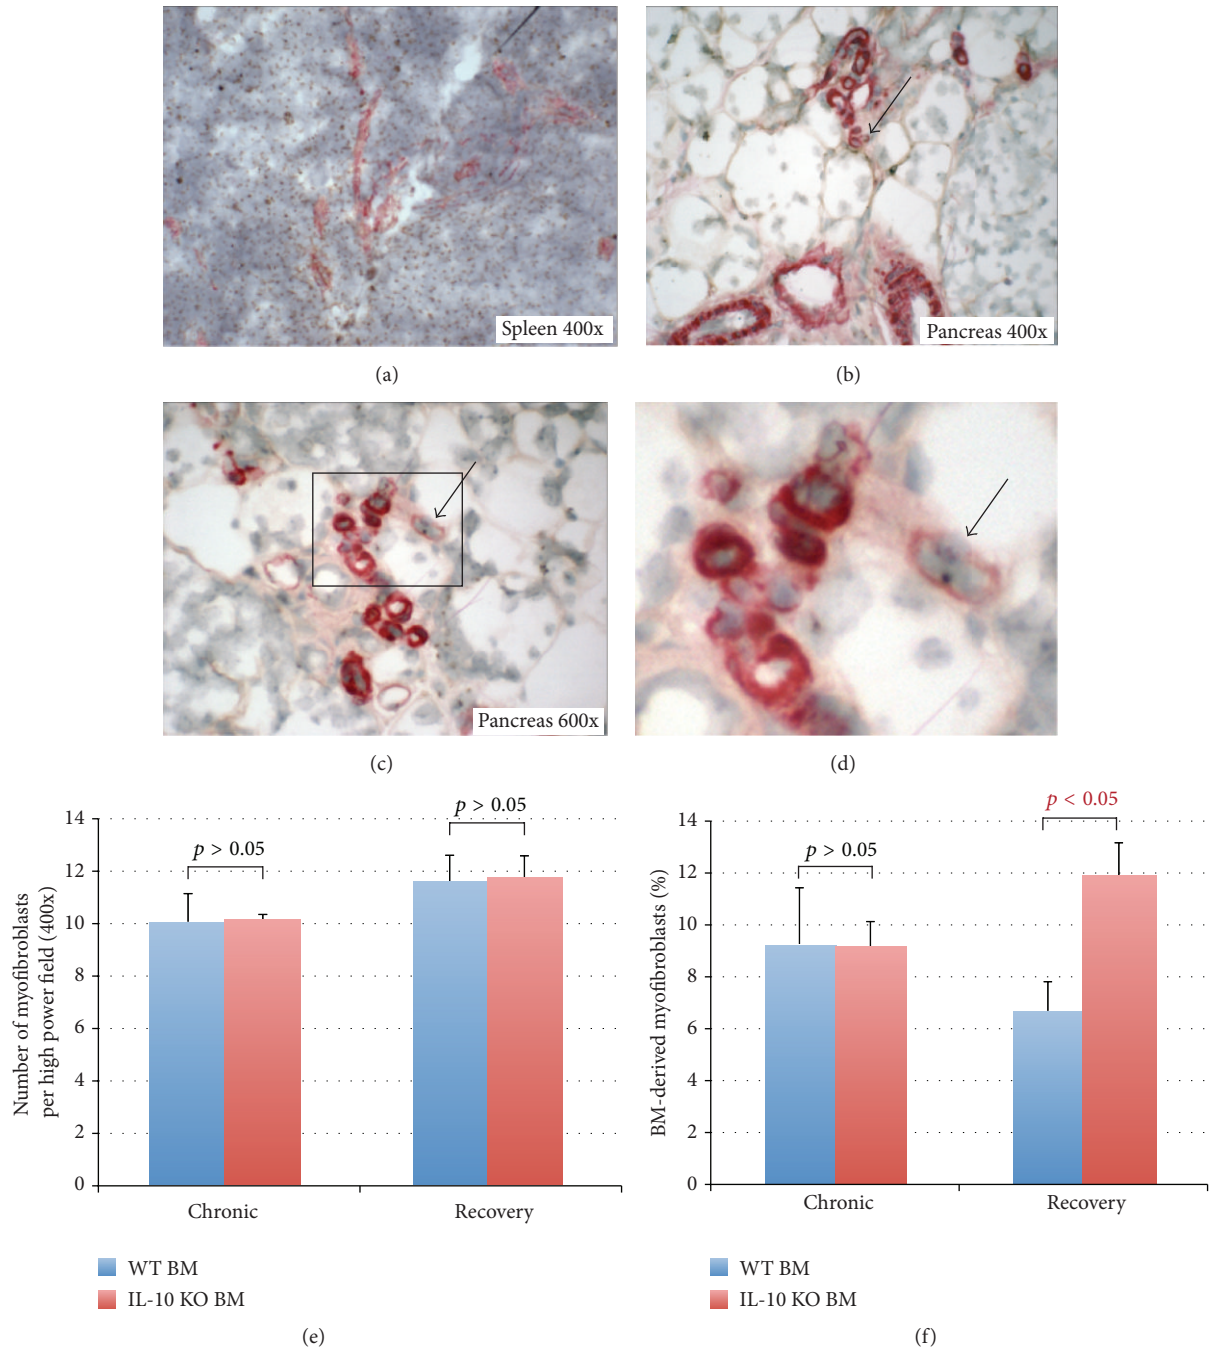 Spleen 400x
Pancreas 400x
(a)
(b)
Pancreas 600x
(c)
(d)
Number of myofibroblasts
per high power field (400x)
14
12
10
8
6
4
2
0
p > 0.05
p > 0.05
Chronic
Recovery
WT BM
IL-10 KO BM
(e)
BM-derived myofibroblasts (%)
14
12
10
8
6
4
2
0
p > 0.05
p < 0.05
Chronic
Recovery
WT BM
IL-10 KO BM
(f)